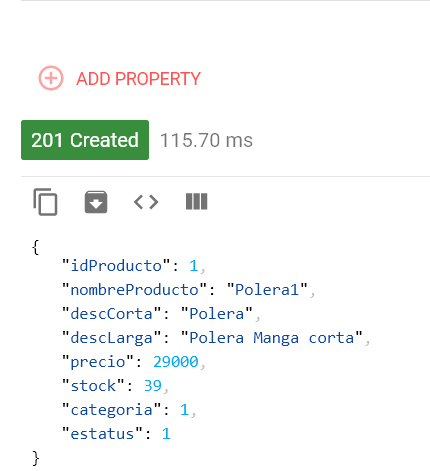 ADD PROPERTY
201 Created 115.70 ms
{
"idProducto": 1,
"nombreProducto": "Polera1",
"descCorta": "Polera",
"descLarga": "Polera Manga corta",
"precio": 29000,
"stock": 39,
"categoria": 1,
"estatus": 1
}